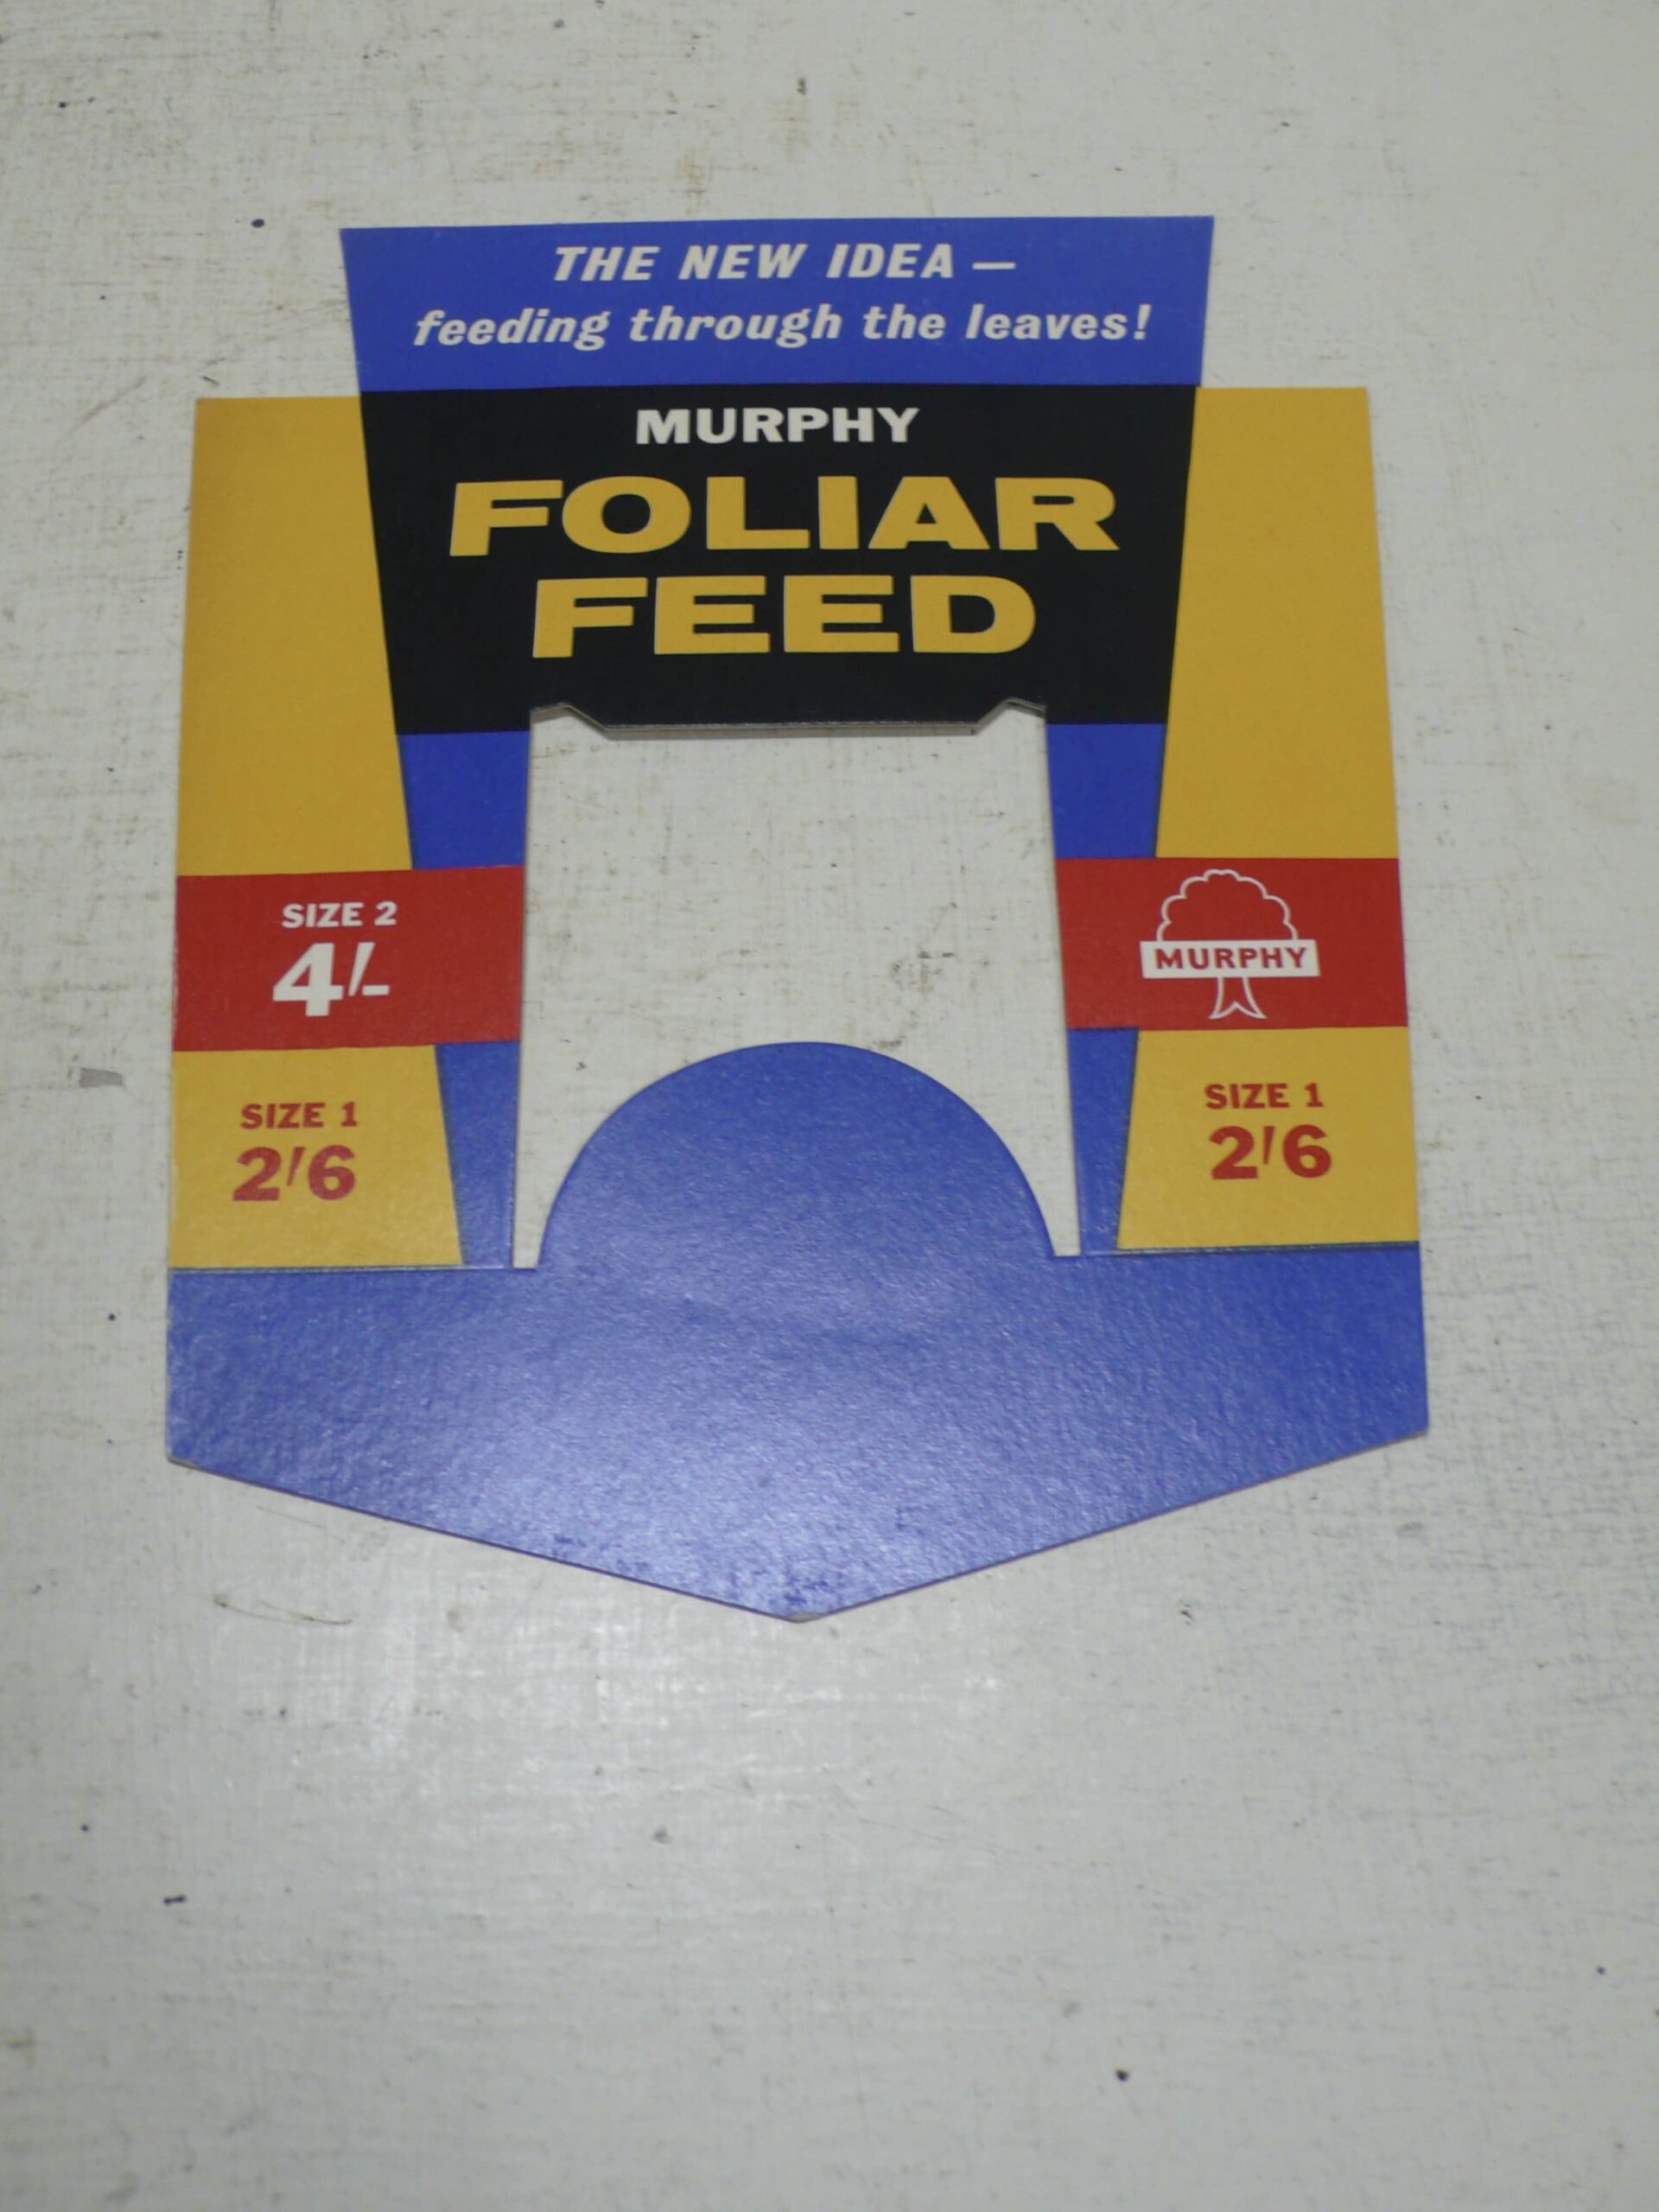 THE NEW IDEA —
feeding through the leaves!
MURPHY
FOLIAR
FEED
SIZE 2
4/-
MURPHY
SIZE 1
2/6
SIZE 1
2/6